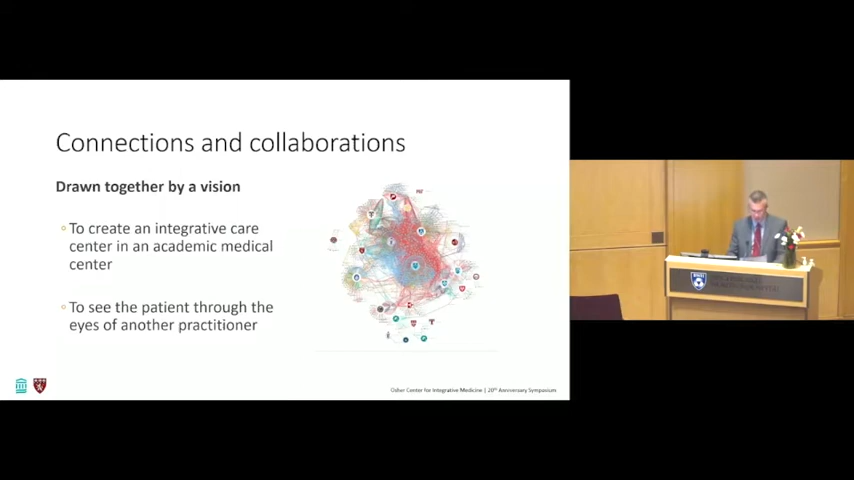 Connections and collaborations
Drawn together by a vision
To create an integrative care
center in an academic medical
center
To see the patient through the
eyes of another practitioner
Osher Center for Integrative Medicine | 20th Anniversary Symposium